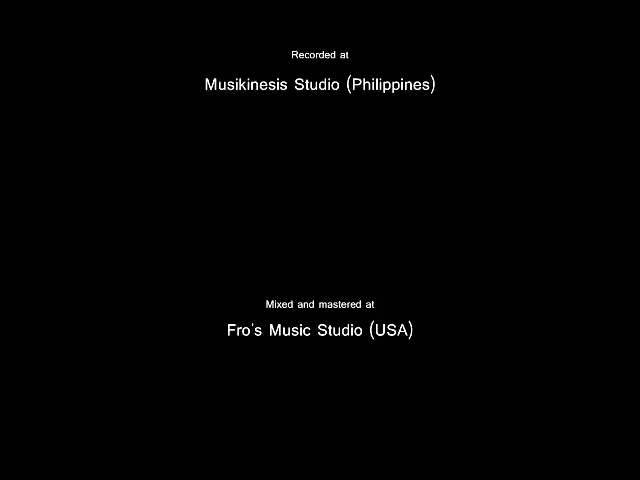 Recorded at
Musikinesis Studio (Philippines)
Mixed and mastered at
Fro's Music Studio (USA)